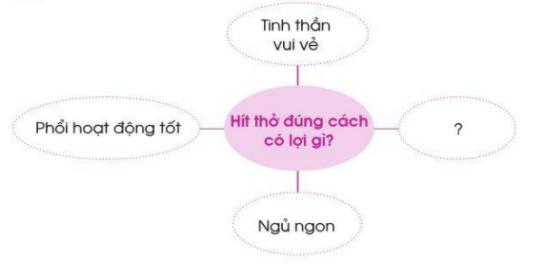 Tinh thần
vui vẻ
Phổi hoạt động tốt
Hít thở đúng cách
có lợi gì?
?
Ngủ ngon